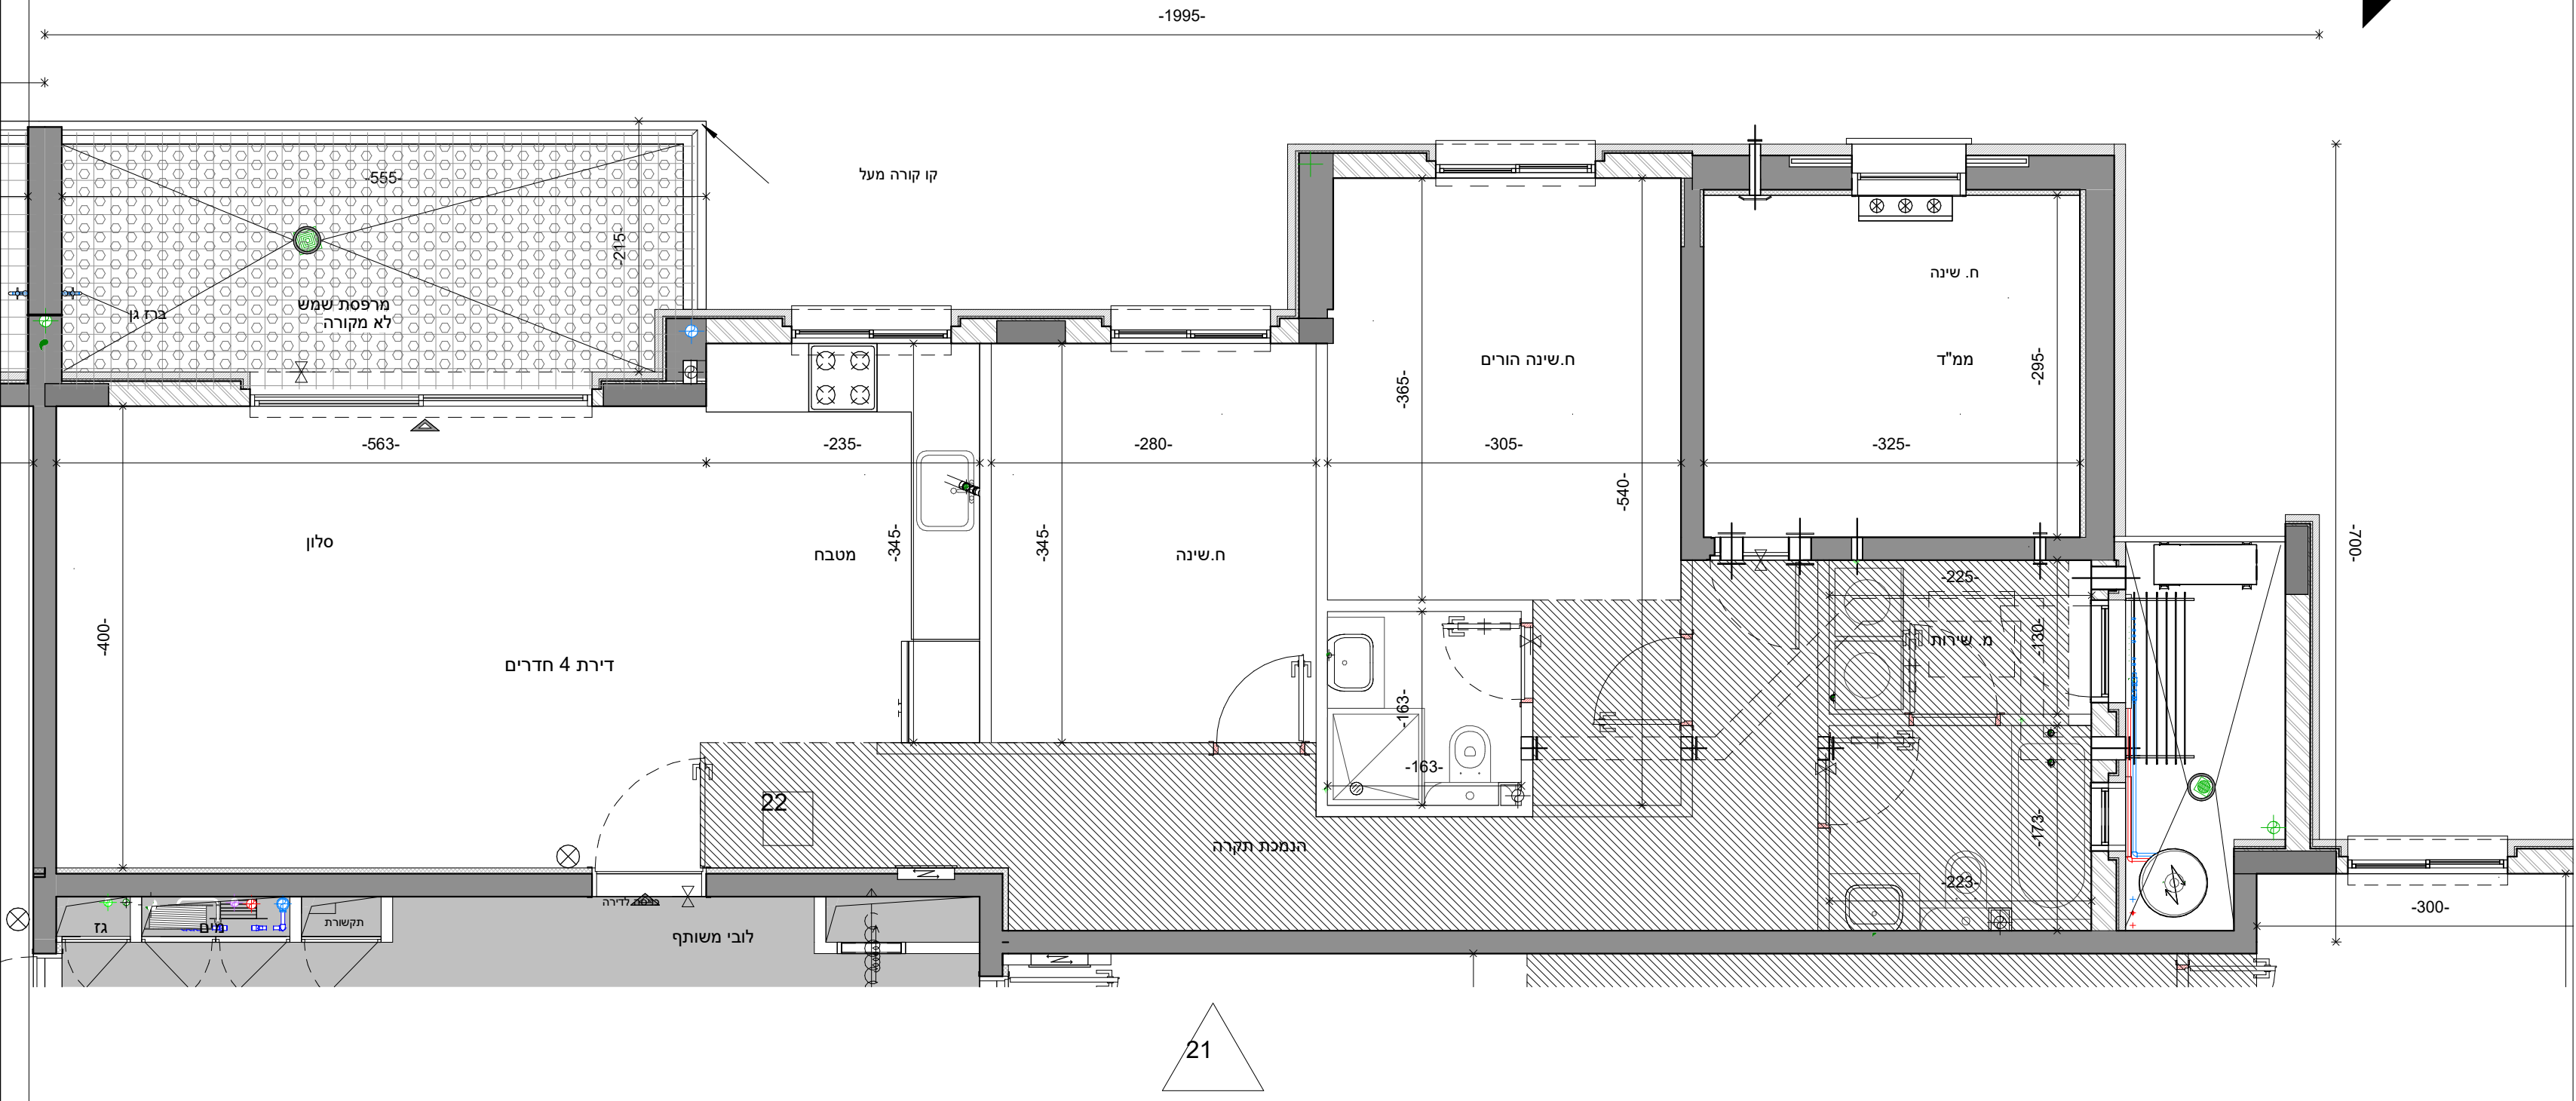 -1995-
-555-
קו קורה מעל
-215-
מרפסת שמש
לא מקורה
ברז גן
ח. שינה
ממ"ד
-295-
ח.שינה הורים
-365-
-563-
-235-
-280-
-305-
-325-
-540-
-700-
סלון
מטבח
-345-
-345-
ח.שינה
-225-
-400-
דירת 4 חדרים
מ. שירות
-130-
-163-
-163-
22
הנמכת תקרה
-173-
-223-
-300-
גז
מים
תקשורת
לובי משותף
21